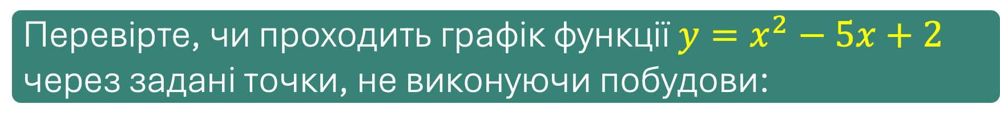 Перевірте, чи проходить графік функції y = x² − 5x + 2
через задані точки, не виконуючи побудови: